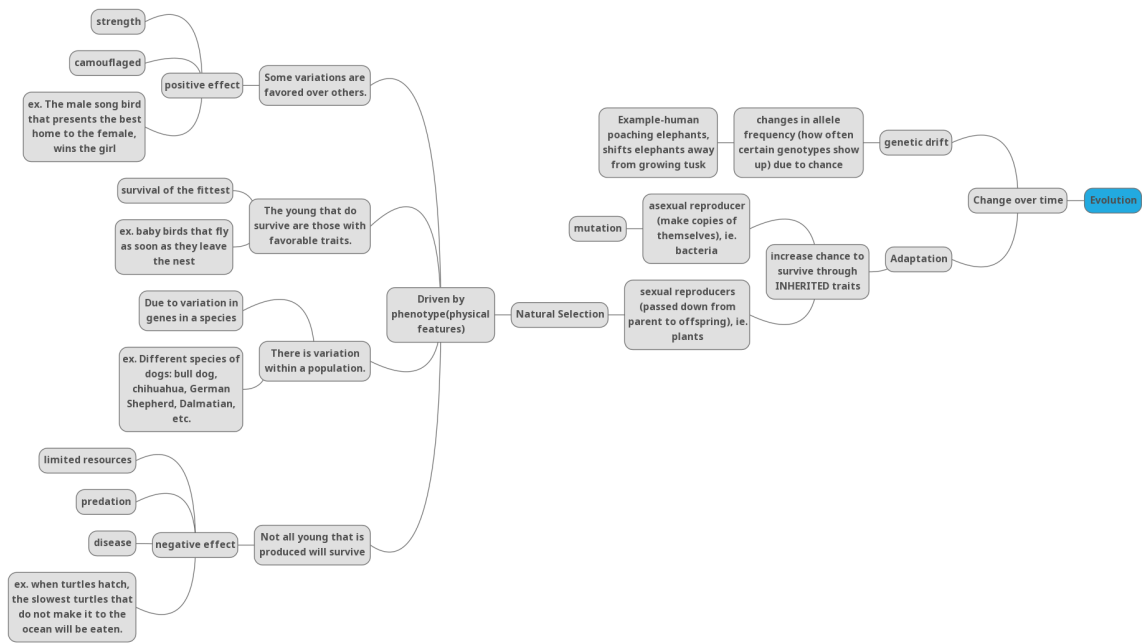 strength
camouflaged
ex. The male song bird
that presents the best
home to the female,
wins the girl
positive effect
Some variations are
favored over others.
survival of the fittest
ex. baby birds that fly
as soon as they leave
the nest
The young that do
survive are those with
favorable traits.
Due to variation in
genes in a species
ex. Different species of
dogs: bull dog,
chihuahua, German
Shepherd, Dalmatian,
etc.
There is variation
within a population.
limited resources
predation
disease
ex. when turtles hatch,
the slowest turtles that
do not make it to the
ocean will be eaten.
negative effect
Not all young that is
produced will survive
Driven by
phenotype(physical
features)
Natural Selection
Example-human
poaching elephants,
shifts elephants away
from growing tusk
changes in allele
frequency (how often
certain genotypes show
up) due to chance
genetic drift
mutation
asexual reproducer
(make copies of
themselves), ie.
bacteria
sexual reproducers
(passed down from
parent to offspring), ie.
plants
increase chance to
survive through
INHERITED traits
Adaptation
Change over time
Evolution